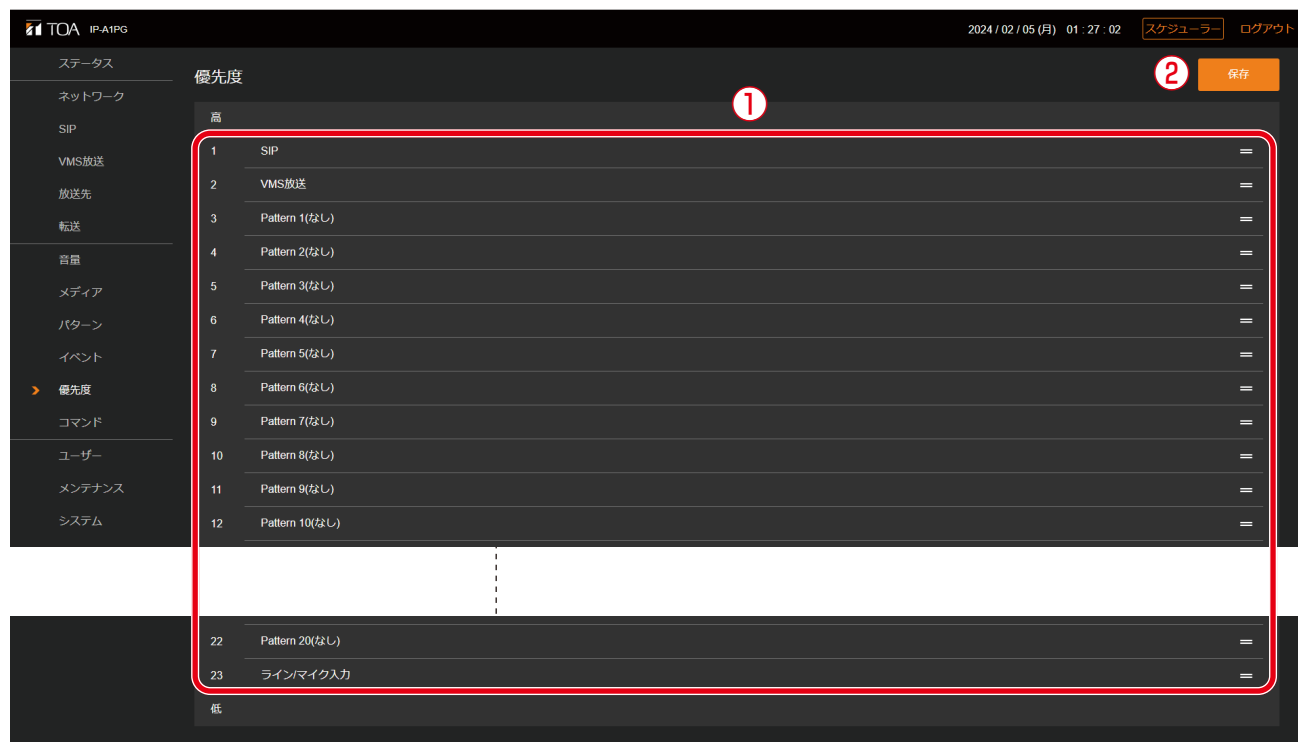 TOA IP-A1PG 2024 / 02 / 05 (月) 01 : 27 : 02 スケジューラー ログアウト
ステータス
ネットワーク
SIP
VMS放送
放送先
転送
音量
メディア
パターン
イベント
優先度
コマンド
ユーザー
メンテナンス
システム
優先度
② 保存
①
高
1 SIP
2 VMS放送
3 Pattern 1(なし)
4 Pattern 2(なし)
5 Pattern 3(なし)
6 Pattern 4(なし)
7 Pattern 5(なし)
8 Pattern 6(なし)
9 Pattern 7(なし)
10 Pattern 8(なし)
11 Pattern 9(なし)
12 Pattern 10(なし)
22 Pattern 20(なし)
23 ライン/マイク入力
低